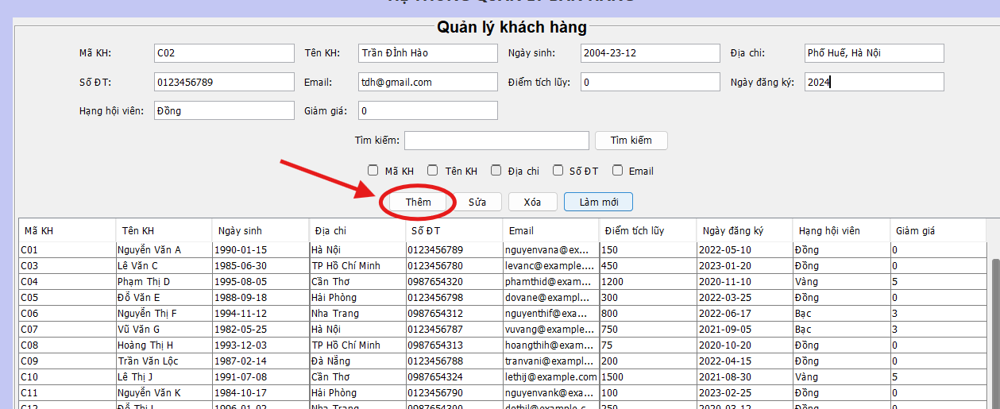 Quản lý khách hàng
Mã KH: C02 Tên KH: Trần Đình Hào Ngày sinh: 2004-23-12 Địa chỉ: Phố Huế, Hà Nội
Số ĐT: 0123456789 Email: tdh@gmail.com Điểm tích lũy: 0 Ngày đăng ký: 2024
Hạng hội viên: Đồng Giảm giá: 0
Tìm kiếm: Tìm kiếm
Mã KH Tên KH Địa chỉ Số ĐT Email
Thêm Sửa Xóa Làm mới
Mã KH Tên KH Ngày sinh Địa chỉ Số ĐT Email Điểm tích lũy Ngày đăng ký Hạng hội viên Giảm giá
C01 Nguyễn Văn A 1990-01-15 Hà Nội 0123456789 nguyenvana@ex... 150 2022-05-10 Đồng 0
C03 Lê Văn C 1985-06-30 TP Hồ Chí Minh 0123456780 levanc@example.... 450 2023-01-20 Đồng 0
C04 Phạm Thị D 1995-08-05 Cần Thơ 0987654320 phamthid@exam... 1200 2020-11-10 Vàng 5
C05 Đỗ Văn E 1988-09-18 Hải Phòng 0123456798 dovane@exampl... 300 2022-03-25 Đồng 0
C06 Nguyễn Thị F 1994-11-12 Nha Trang 0987654312 nguyenthif@exa... 800 2022-06-17 Bạc 3
C07 Vũ Văn G 1982-05-25 Hà Nội 0123456787 vuvang@example... 750 2021-09-05 Bạc 3
C08 Hoàng Thị H 1993-12-03 TP Hồ Chí Minh 0987654313 hoangthih@exam... 75 2020-10-20 Đồng 0
C09 Trần Văn Lộc 1987-02-14 Đà Nẵng 0123456788 tranvani@exampl... 200 2022-04-15 Đồng 0
C10 Lê Thị J 1991-07-08 Cần Thơ 0987654324 lethij@example.com 1500 2021-08-30 Vàng 5
C11 Nguyễn Văn K 1984-10-17 Hải Phòng 0123456790 nguyenvank@exa... 100 2023-02-25 Đồng 0